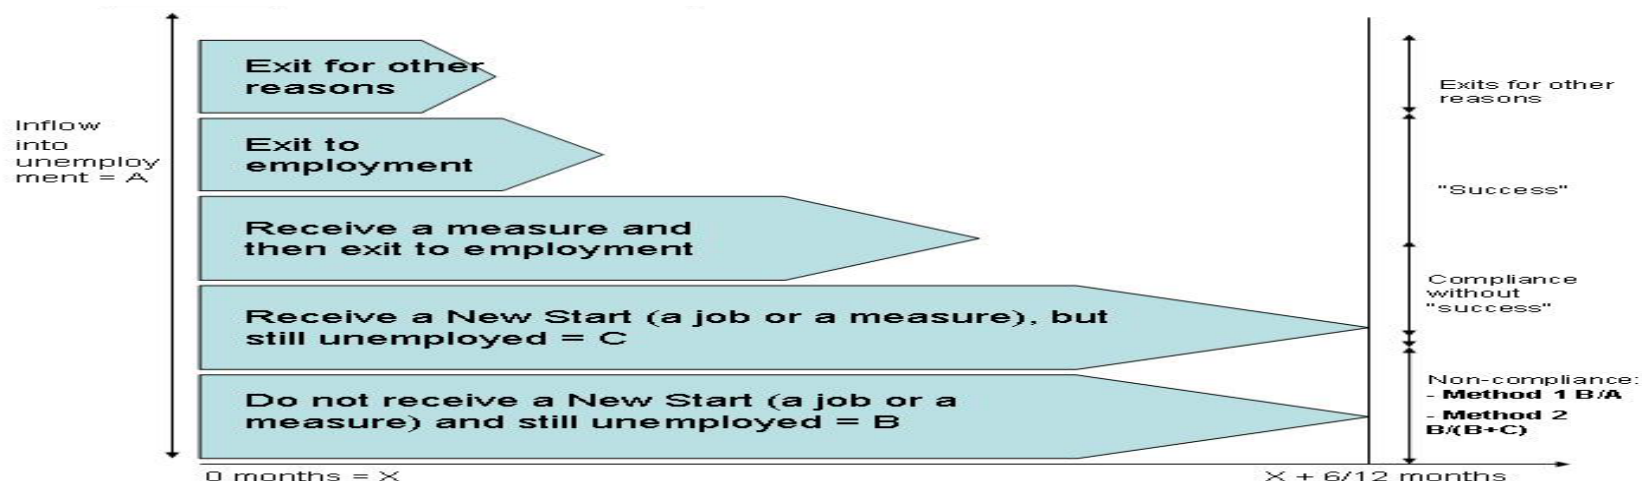 Inflow
into
unemploy
ment = A
Exit for other
reasons
Exit to
employment
Receive a measure and
then exit to employment
Receive a New Start (a job or a measure), but
still unemployed = C
Do not receive a New Start (a job or a
measure) and still unemployed = B
Exits for other
reasons
"Success"
Compliance
without
"success"
Non-compliance:
- Method 1 B/A
- Method 2
B/(B+C)
0 months = X
X + 6/12 months